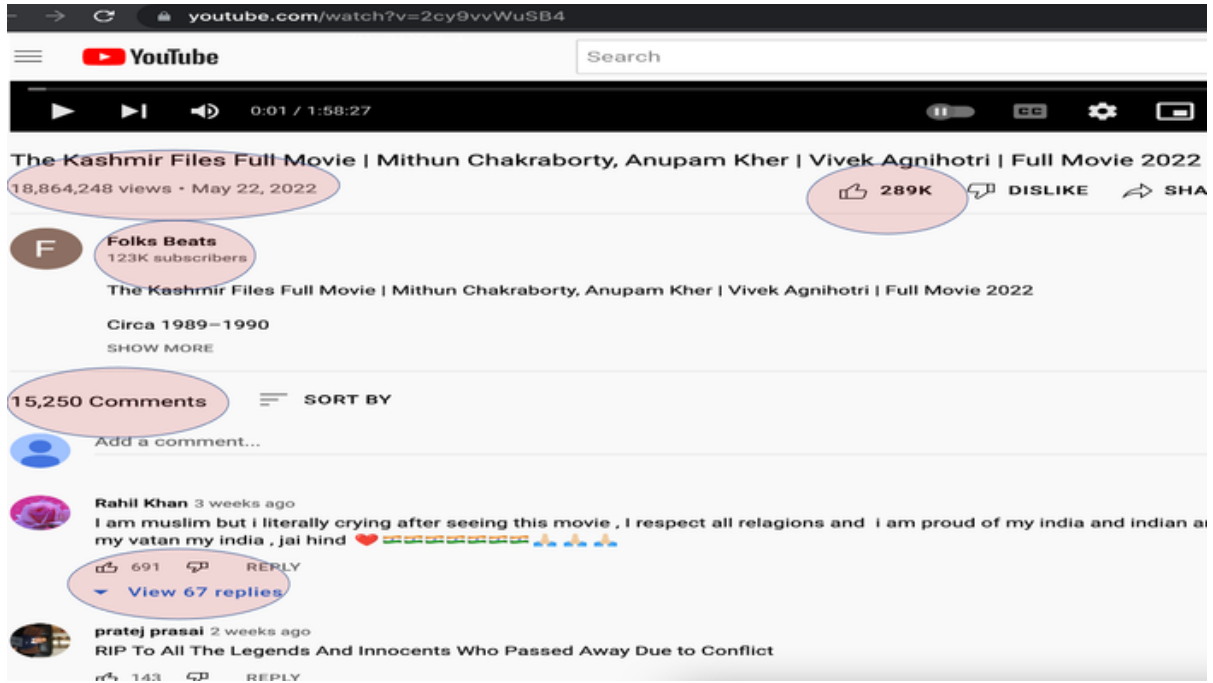 youtube.com/watch?v=2cy9vvWuSB4
YouTube
Search
0:01 / 1:58:27
CC
The Kashmir Files Full Movie | Mithun Chakraborty, Anupam Kher | Vivek Agnihotri | Full Movie 2022
18,864,248 views • May 22, 2022
289K DISLIKE SHA
F
Folks Beats
123K subscribers
The Kashmir Files Full Movie | Mithun Chakraborty, Anupam Kher | Vivek Agnihotri | Full Movie 2022
Circa 1989–1990
SHOW MORE
15,250 Comments SORT BY
Add a comment...
Rahil Khan 3 weeks ago
I am muslim but i literally crying after seeing this movie , I respect all relagions and i am proud of my india and indian ar
my vatan my india , jai hind ❤️🇮🇳🇮🇳🇮🇳🇮🇳🇮🇳🇮🇳🇮🇳🙏🙏🙏
691 REPLY
View 67 replies
pratej prasai 2 weeks ago
RIP To All The Legends And Innocents Who Passed Away Due to Conflict
143 REPLY